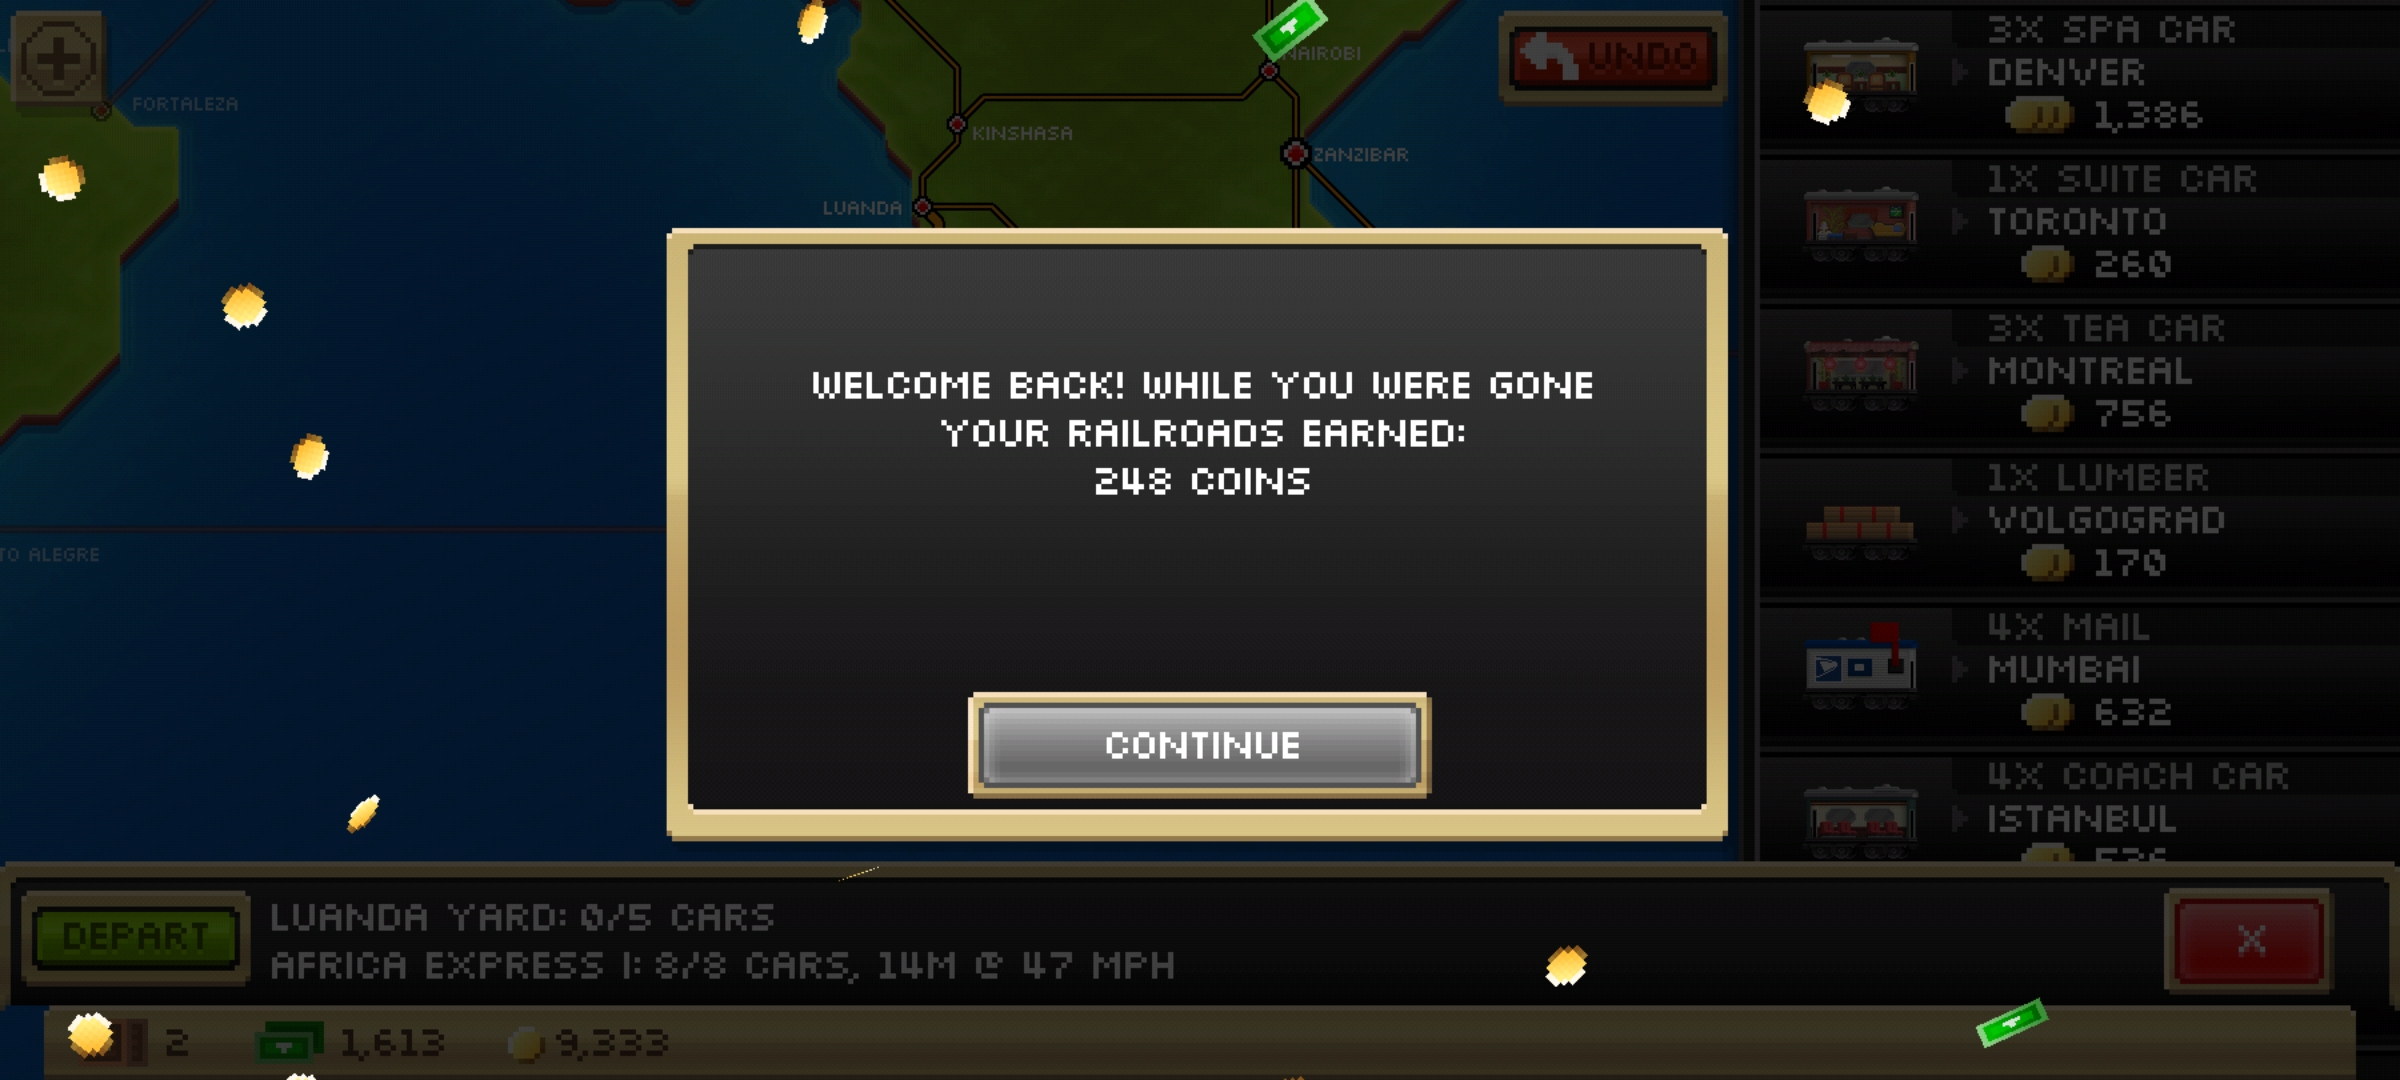 FORTALEZA
NAIROBI
KINSHASA
ZANZIBAR
LUANDA
TO ALEGRE
UNDO
WELCOME BACK! WHILE YOU WERE GONE
YOUR RAILROADS EARNED:
248 COINS
CONTINUE
3X SPA CAR
DENVER
1,386
1X SUITE CAR
TORONTO
260
3X TEA CAR
MONTREAL
756
1X LUMBER
VOLGOGRAD
170
4X MAIL
MUMBAI
632
4X COACH CAR
ISTANBUL
DEPART
LUANDA YARD: 0/5 CARS
AFRICA EXPRESS I: 8/8 CARS, 14M @ 47 MPH
X
2
1,613
9,333